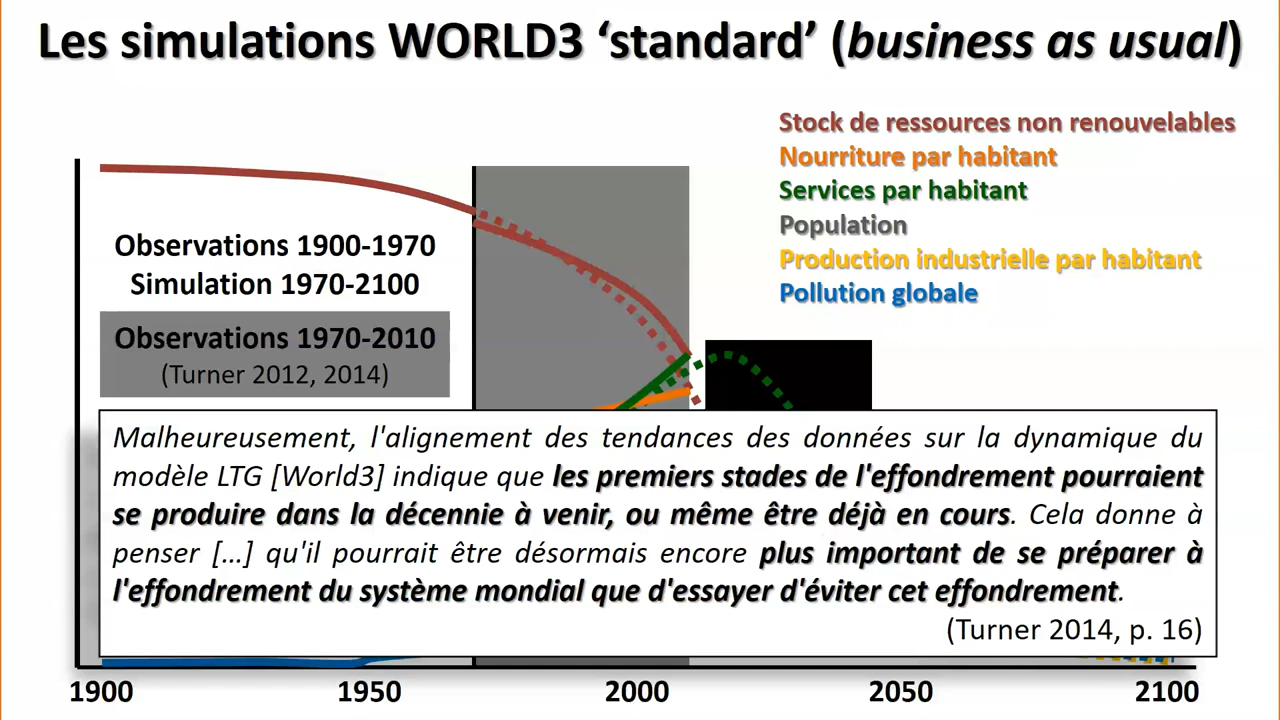 Les simulations WORLD3 ‘standard’ (business as usual)
Stock de ressources non renouvelables
Nourriture par habitant
Services par habitant
Population
Production industrielle par habitant
Pollution globale
Observations 1900-1970
Simulation 1970-2100
Observations 1970-2010
(Turner 2012, 2014)
Malheureusement, l'alignement des tendances des données sur la dynamique du
modèle LTG [World3] indique que les premiers stades de l'effondrement pourraient
se produire dans la décennie à venir, ou même être déjà en cours. Cela donne à
penser […] qu'il pourrait être désormais encore plus important de se préparer à
l'effondrement du système mondial que d'essayer d'éviter cet effondrement.
(Turner 2014, p. 16)
1900 1950 2000 2050 2100